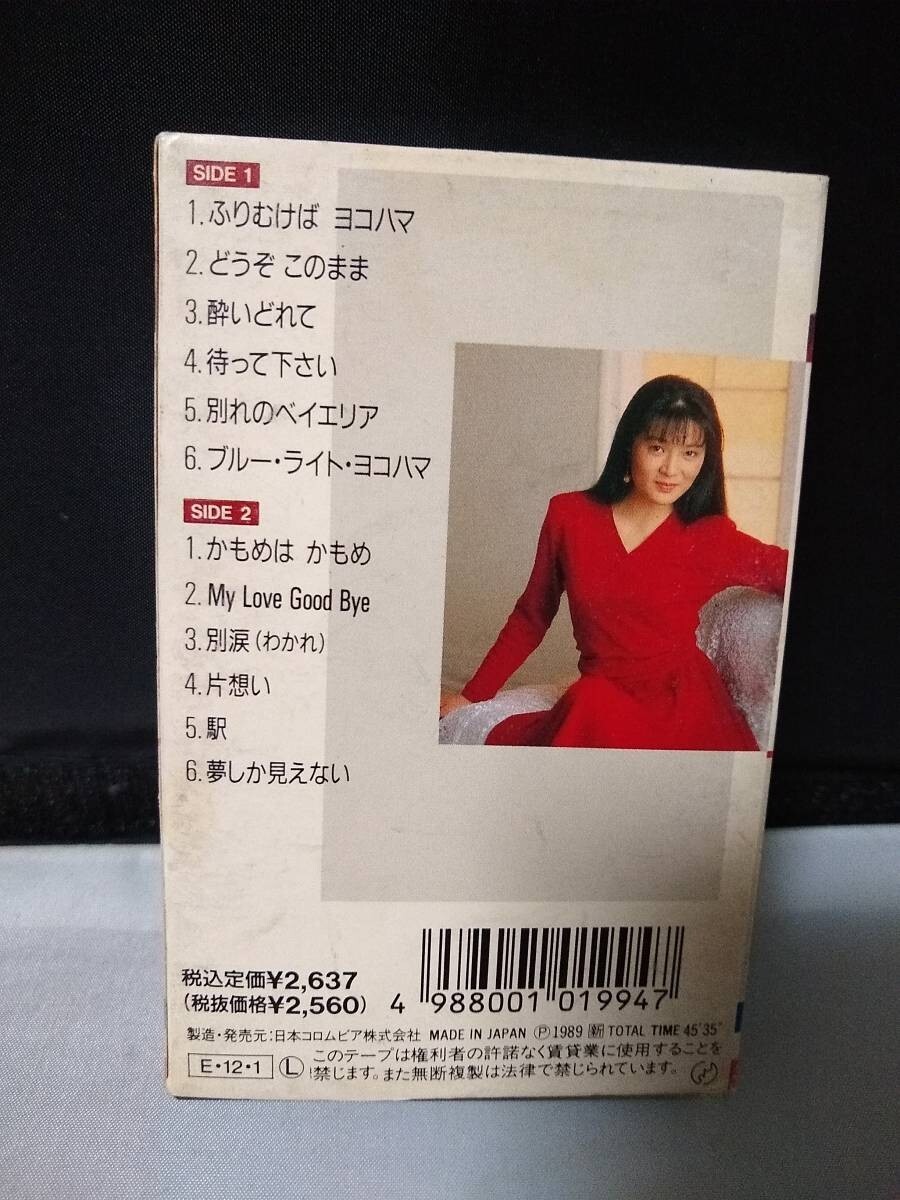 SIDE 1
1.ふりむけば ヨコハマ
2.どうぞ このまま
3.酔いどれて
4.待って下さい
5.別れのベイエリア
6.ブルー・ライト・ヨコハマ
SIDE 2
1.かもめは かもめ
2.My Love Good Bye
3.別涙(わかれ)
4.片想い
5.駅
6.夢しか見えない
税込定価¥2,637
(税抜価格¥2,560)
4 988001 019947
製造・発売元:日本コロムビア株式会社 MADE IN JAPAN Ⓟ1989 新 TOTAL TIME 45'35"
E・12・1 Ⓛ このテープは権利者の許諾なく賃貸業に使用することを
禁じます。また無断複製は法律で禁じられています。